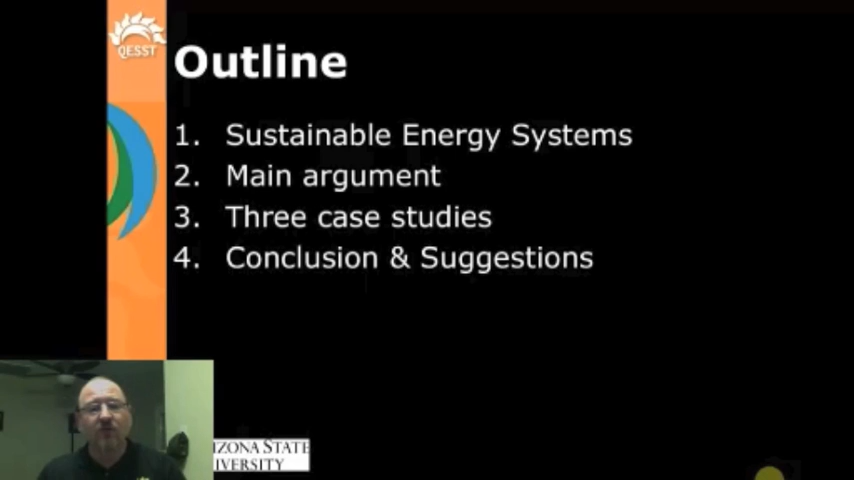 QESST
Outline
1. Sustainable Energy Systems
2. Main argument
3. Three case studies
4. Conclusion & Suggestions
IZONA STATE
IVERSITY